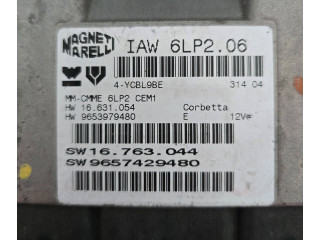 MAGNETI
MARELLI
IAW 6LP2.06
4-YCBL9BE 314 04
MM-CMME 6LP2 CEM1
HW 16.631.054 Corbetta
HW 9653979480 E 12V=
SW16.763.044
SW9657429480